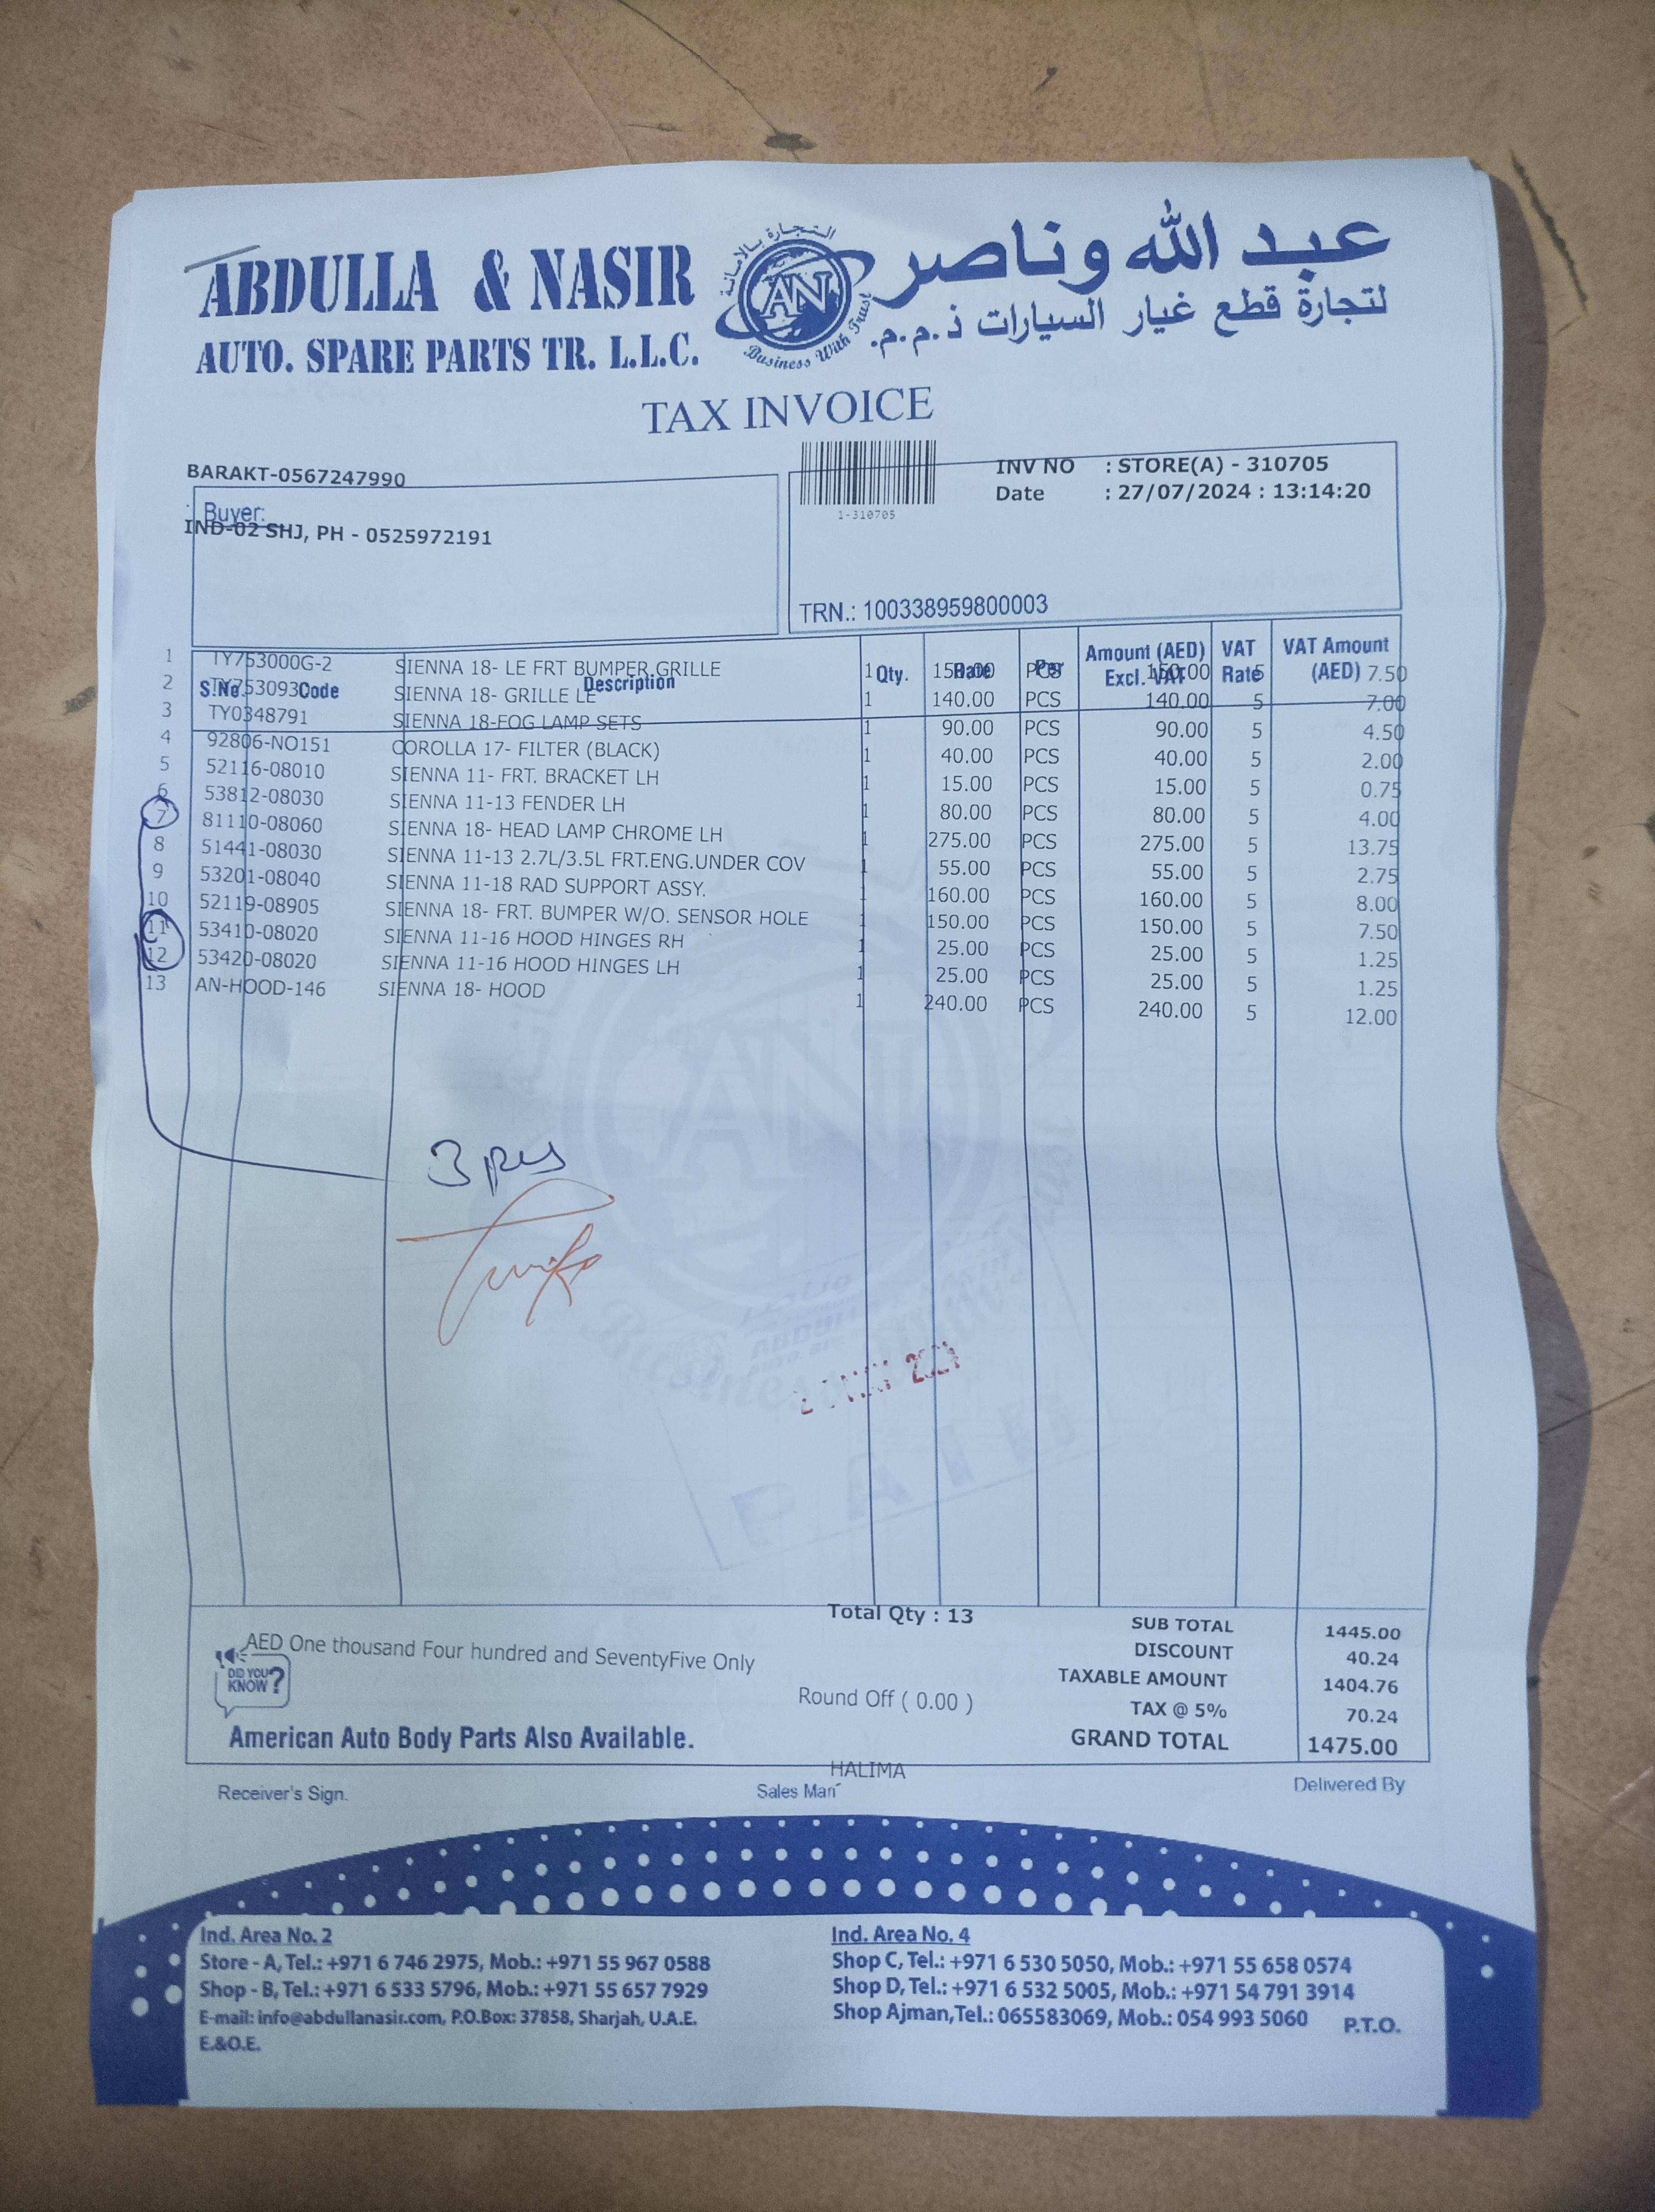 ABDULLA & NASIR
AUTO. SPARE PARTS TR. L.L.C.
التجارة بالأمانة
AN
Business With Trust
عبد الله وناصر
لتجارة قطع غيار السيارات ذ.م.م.
TAX INVOICE
BARAKT-0567247990
Buyer:
IND-02 SHJ, PH - 0525972191
1-310705
INV NO : STORE(A) - 310705
Date : 27/07/2024 : 13:14:20
TRN.: 100338959800003
S.No. Code Description Qty. Rate Per Amount (AED) Excl. VAT VAT Rate VAT Amount (AED)
1 TY753000G-2 SIENNA 18- LE FRT BUMPER GRILLE 1 150.00 PCS 150.00 5 7.50
2 TY753093 SIENNA 18- GRILLE LE 1 140.00 PCS 140.00 5 7.00
3 TY0348791 SIENNA 18-FOG LAMP SETS 1 90.00 PCS 90.00 5 4.50
4 92806-NO151 COROLLA 17- FILTER (BLACK) 1 40.00 PCS 40.00 5 2.00
5 52116-08010 SIENNA 11- FRT. BRACKET LH 1 15.00 PCS 15.00 5 0.75
6 53812-08030 SIENNA 11-13 FENDER LH 1 80.00 PCS 80.00 5 4.00
7 81110-08060 SIENNA 18- HEAD LAMP CHROME LH 1 275.00 PCS 275.00 5 13.75
8 51441-08030 SIENNA 11-13 2.7L/3.5L FRT.ENG.UNDER COV 1 55.00 PCS 55.00 5 2.75
9 53201-08040 SIENNA 11-18 RAD SUPPORT ASSY. 1 160.00 PCS 160.00 5 8.00
10 52119-08905 SIENNA 18- FRT. BUMPER W/O. SENSOR HOLE 1 150.00 PCS 150.00 5 7.50
11 53410-08020 SIENNA 11-16 HOOD HINGES RH 1 25.00 PCS 25.00 5 1.25
12 53420-08020 SIENNA 11-16 HOOD HINGES LH 1 25.00 PCS 25.00 5 1.25
13 AN-HOOD-146 SIENNA 18- HOOD 1 240.00 PCS 240.00 5 12.00
3 pcs
PAID
Total Qty : 13
SUB TOTAL 1445.00
AED One thousand Four hundred and SeventyFive Only
DISCOUNT 40.24
DID YOU KNOW?
TAXABLE AMOUNT 1404.76
Round Off ( 0.00 )
TAX @ 5% 70.24
American Auto Body Parts Also Available.
GRAND TOTAL 1475.00
HALIMA
Receiver's Sign.
Sales Man
Delivered By
Ind. Area No. 2
Store - A, Tel.: +971 6 746 2975, Mob.: +971 55 967 0588
Shop - B, Tel.: +971 6 533 5796, Mob.: +971 55 657 7929
E-mail: info@abdullanasir.com, P.O.Box: 37858, Sharjah, U.A.E.
E.&O.E.
Ind. Area No. 4
Shop C, Tel.: +971 6 530 5050, Mob.: +971 55 658 0574
Shop D, Tel.: +971 6 532 5005, Mob.: +971 54 791 3914
Shop Ajman, Tel.: 065583069, Mob.: 054 993 5060
P.T.O.